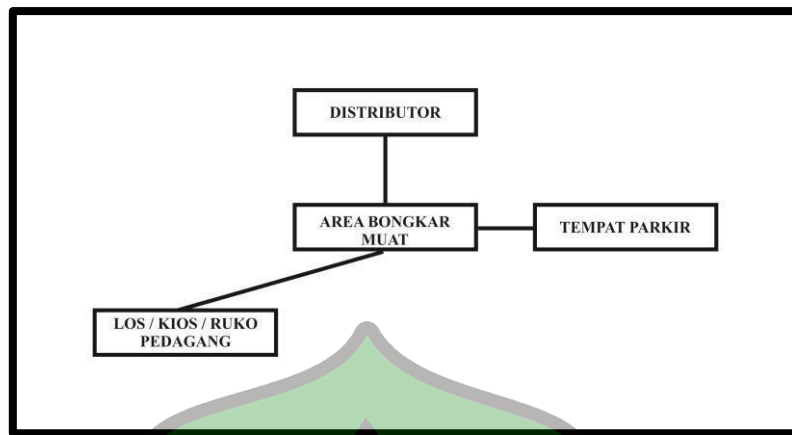 DISTRIBUTOR
AREA BONGKAR
MUAT
TEMPAT PARKIR
LOS / KIOS / RUKO
PEDAGANG